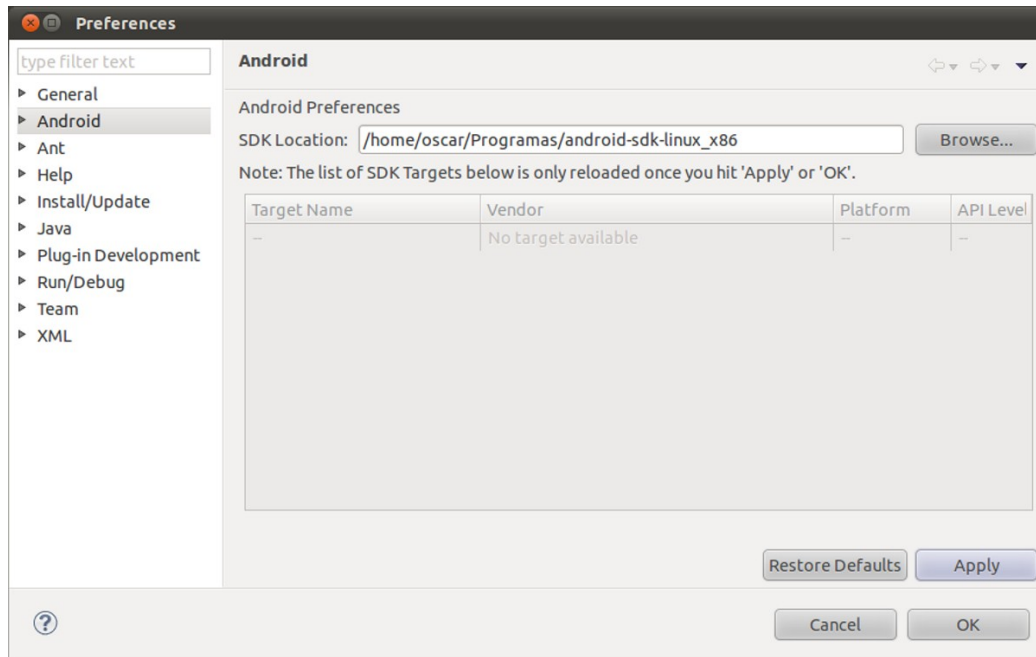 Preferences
type filter text
General
Android
Ant
Help
Install/Update
Java
Plug-in Development
Run/Debug
Team
XML
Android
Android Preferences
SDK Location: /home/oscar/Programas/android-sdk-linux_x86 Browse...
Note: The list of SDK Targets below is only reloaded once you hit 'Apply' or 'OK'.
Target Name Vendor Platform API Level
-- No target available -- --
Restore Defaults Apply
? Cancel OK